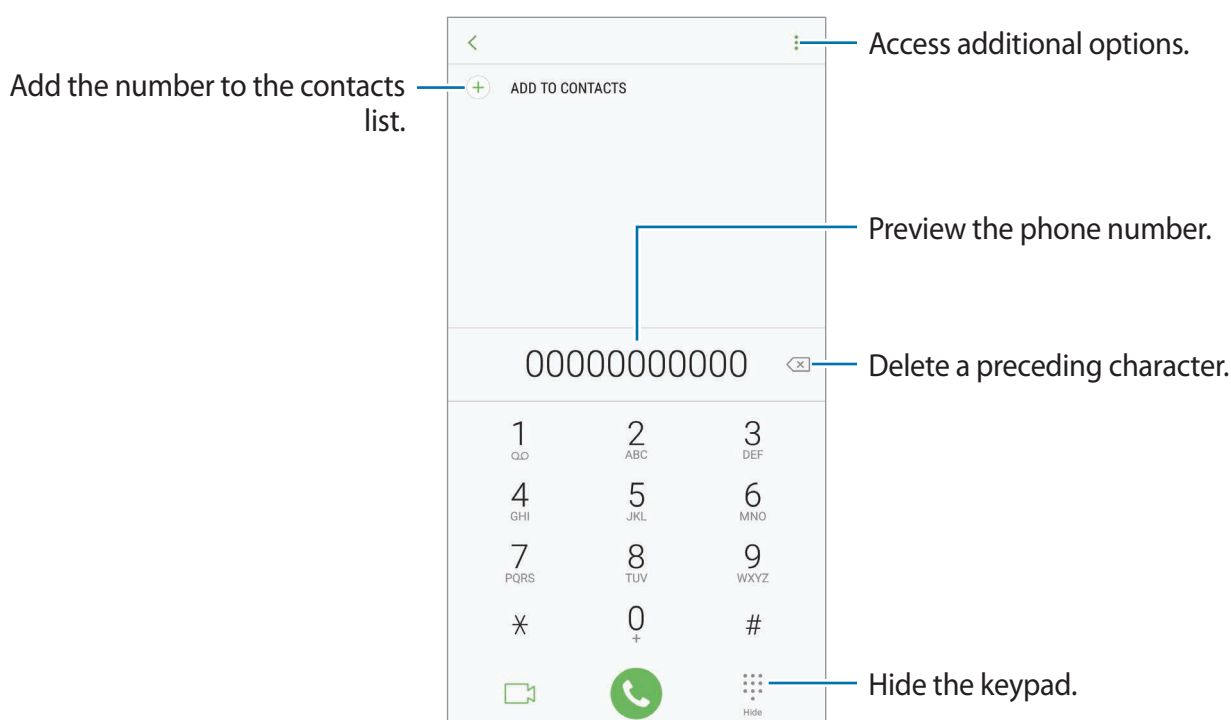 Access additional options.
Add the number to the contacts
list.
ADD TO CONTACTS
Preview the phone number.
00000000000
Delete a preceding character.
1 2 3
ABC DEF
4 5 6
GHI JKL MNO
7 8 9
PQRS TUV WXYZ
* 0 #
+
Hide the keypad.
Hide